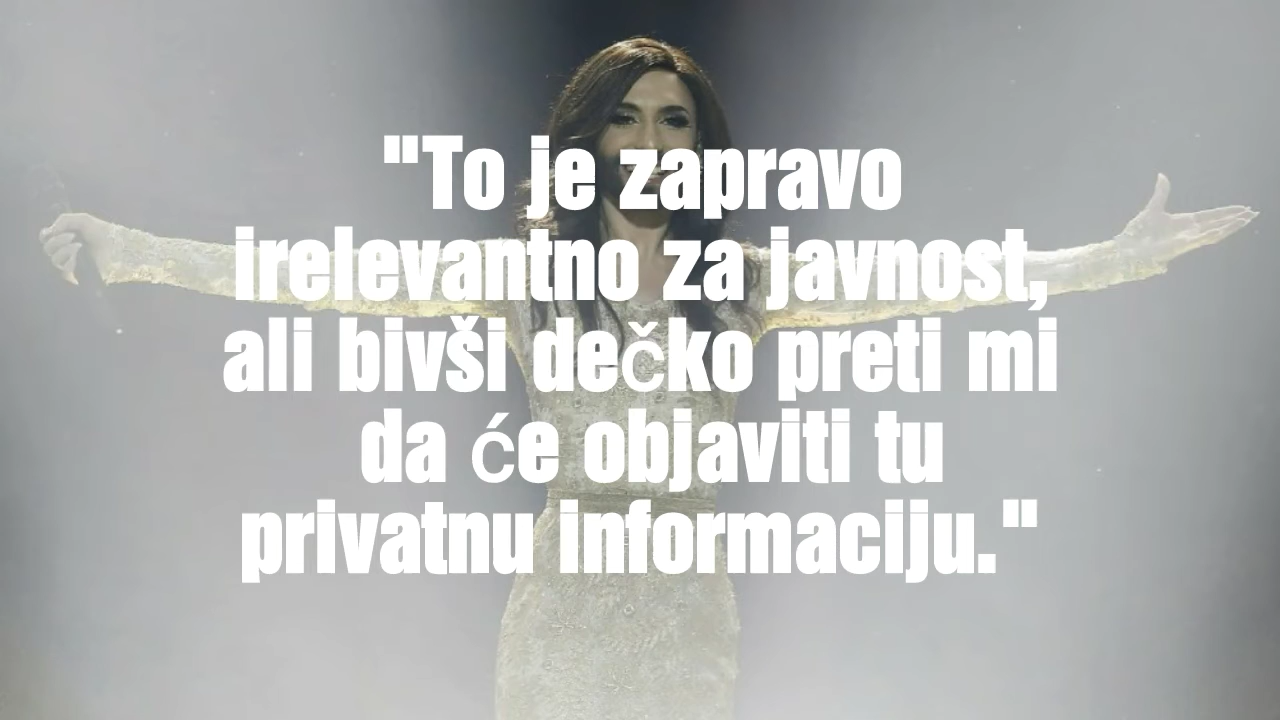 "To je zapravo
irelevantno za javnost,
ali bivši dečko preti mi
da će objaviti tu
privatnu informaciju."